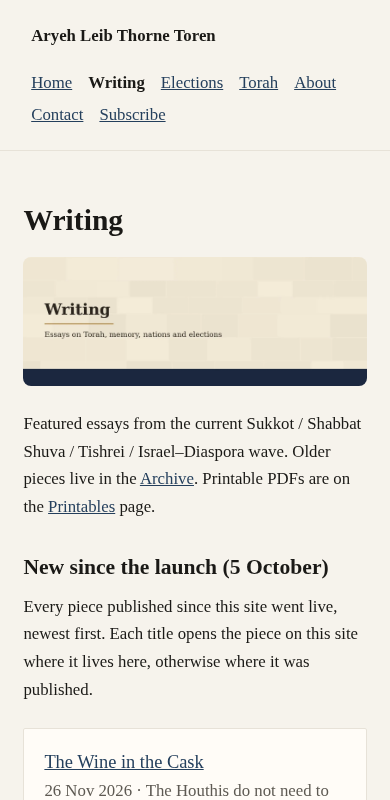 Aryeh Leib Thorne Toren
Home Writing Elections Torah About
Contact Subscribe
Writing
Writing
Essays on Torah, memory, nations and elections
Featured essays from the current Sukkot / Shabbat
Shuva / Tishrei / Israel–Diaspora wave. Older
pieces live in the Archive. Printable PDFs are on
the Printables page.
New since the launch (5 October)
Every piece published since this site went live,
newest first. Each title opens the piece on this site
where it lives here, otherwise where it was
published.
The Wine in the Cask
26 Nov 2026 · The Houthis do not need to